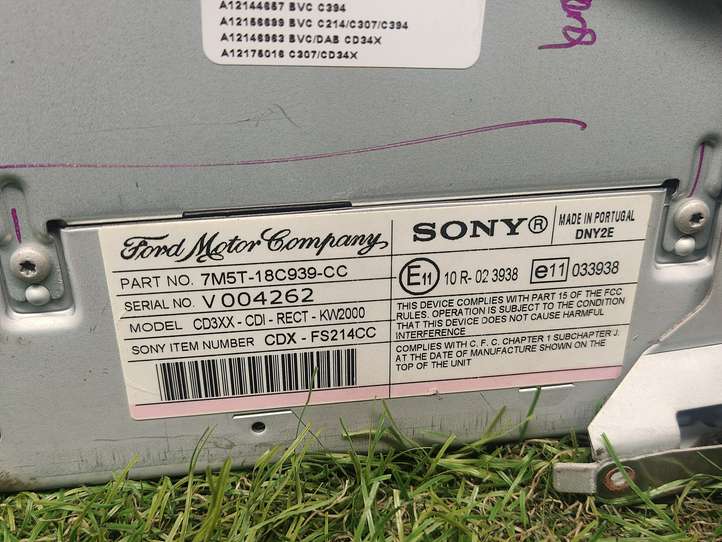 A12144657 BVC C394
A12156699 BVC C214/C307/C394
A12146963 BVC/DAB CD34X
A12175016 C307/CD34X
Ford Motor Company
PART NO. 7M5T-18C939-CC
SERIAL NO. V 004262
MODEL CD3XX - CDI - RECT - KW2000
SONY ITEM NUMBER CDX - FS214CC
SONY®
MADE IN PORTUGAL
DNY2E
E11 10 R- 02 3938 e11 033938
THIS DEVICE COMPLIES WITH PART 15 OF THE FCC
RULES. OPERATION IS SUBJECT TO THE CONDITION
THAT THIS DEVICE DOES NOT CAUSE HARMFUL
INTERFERENCE
COMPLIES WITH C. F. C. CHAPTER 1 SUBCHAPTER J.
AT THE DATE OF MANUFACTURE SHOWN ON THE
TOP OF THE UNIT